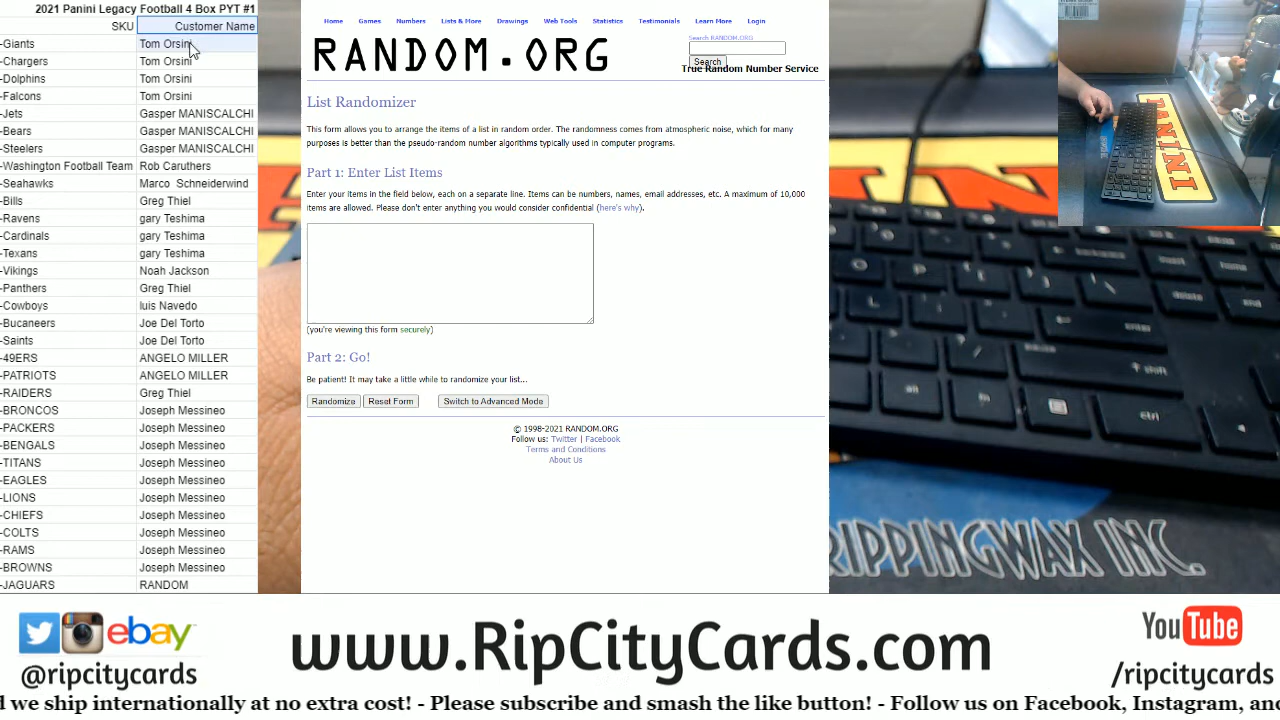 2021 Panini Legacy Football 4 Box PYT #1
SKU Customer Name
-Giants Tom Orsini
-Chargers Tom Orsini
-Dolphins Tom Orsini
-Falcons Tom Orsini
-Jets Gasper MANISCALCHI
-Bears Gasper MANISCALCHI
-Steelers Gasper MANISCALCHI
-Washington Football Team Rob Caruthers
-Seahawks Marco Schneiderwind
-Bills Greg Thiel
-Ravens gary Teshima
-Cardinals gary Teshima
-Texans gary Teshima
-Vikings Noah Jackson
-Panthers Greg Thiel
-Cowboys luis Navedo
-Bucaneers Joe Del Torto
-Saints Joe Del Torto
-49ERS ANGELO MILLER
-PATRIOTS ANGELO MILLER
-RAIDERS Greg Thiel
-BRONCOS Joseph Messineo
-PACKERS Joseph Messineo
-BENGALS Joseph Messineo
-TITANS Joseph Messineo
-EAGLES Joseph Messineo
-LIONS Joseph Messineo
-CHIEFS Joseph Messineo
-COLTS Joseph Messineo
-RAMS Joseph Messineo
-BROWNS Joseph Messineo
-JAGUARS RANDOM
Home Games Numbers Lists & More Drawings Web Tools Statistics Testimonials Learn More Login
RANDOM.ORG
Search RANDOM.ORG
Search
True Random Number Service
List Randomizer
This form allows you to arrange the items of a list in random order. The randomness comes from atmospheric noise, which for many
purposes is better than the pseudo-random number algorithms typically used in computer programs.
Part 1: Enter List Items
Enter your items in the field below, each on a separate line. Items can be numbers, names, email addresses, etc. A maximum of 10,000
items are allowed. Please don't enter anything you would consider confidential (here's why).
(you're viewing this form securely)
Part 2: Go!
Be patient! It may take a little while to randomize your list...
Randomize Reset Form Switch to Advanced Mode
© 1998-2021 RANDOM.ORG
Follow us: Twitter | Facebook
Terms and Conditions
About Us
PANINI
insert
home
delete
end
shift
alt
ctrl
RIPPINGWAX INC.
ebay
@ripcitycards
www.RipCityCards.com
YouTube
/ripcitycards
d we ship internationally at no extra cost! - Please subscribe and smash the like button! - Follow us on Facebook, Instagram, and